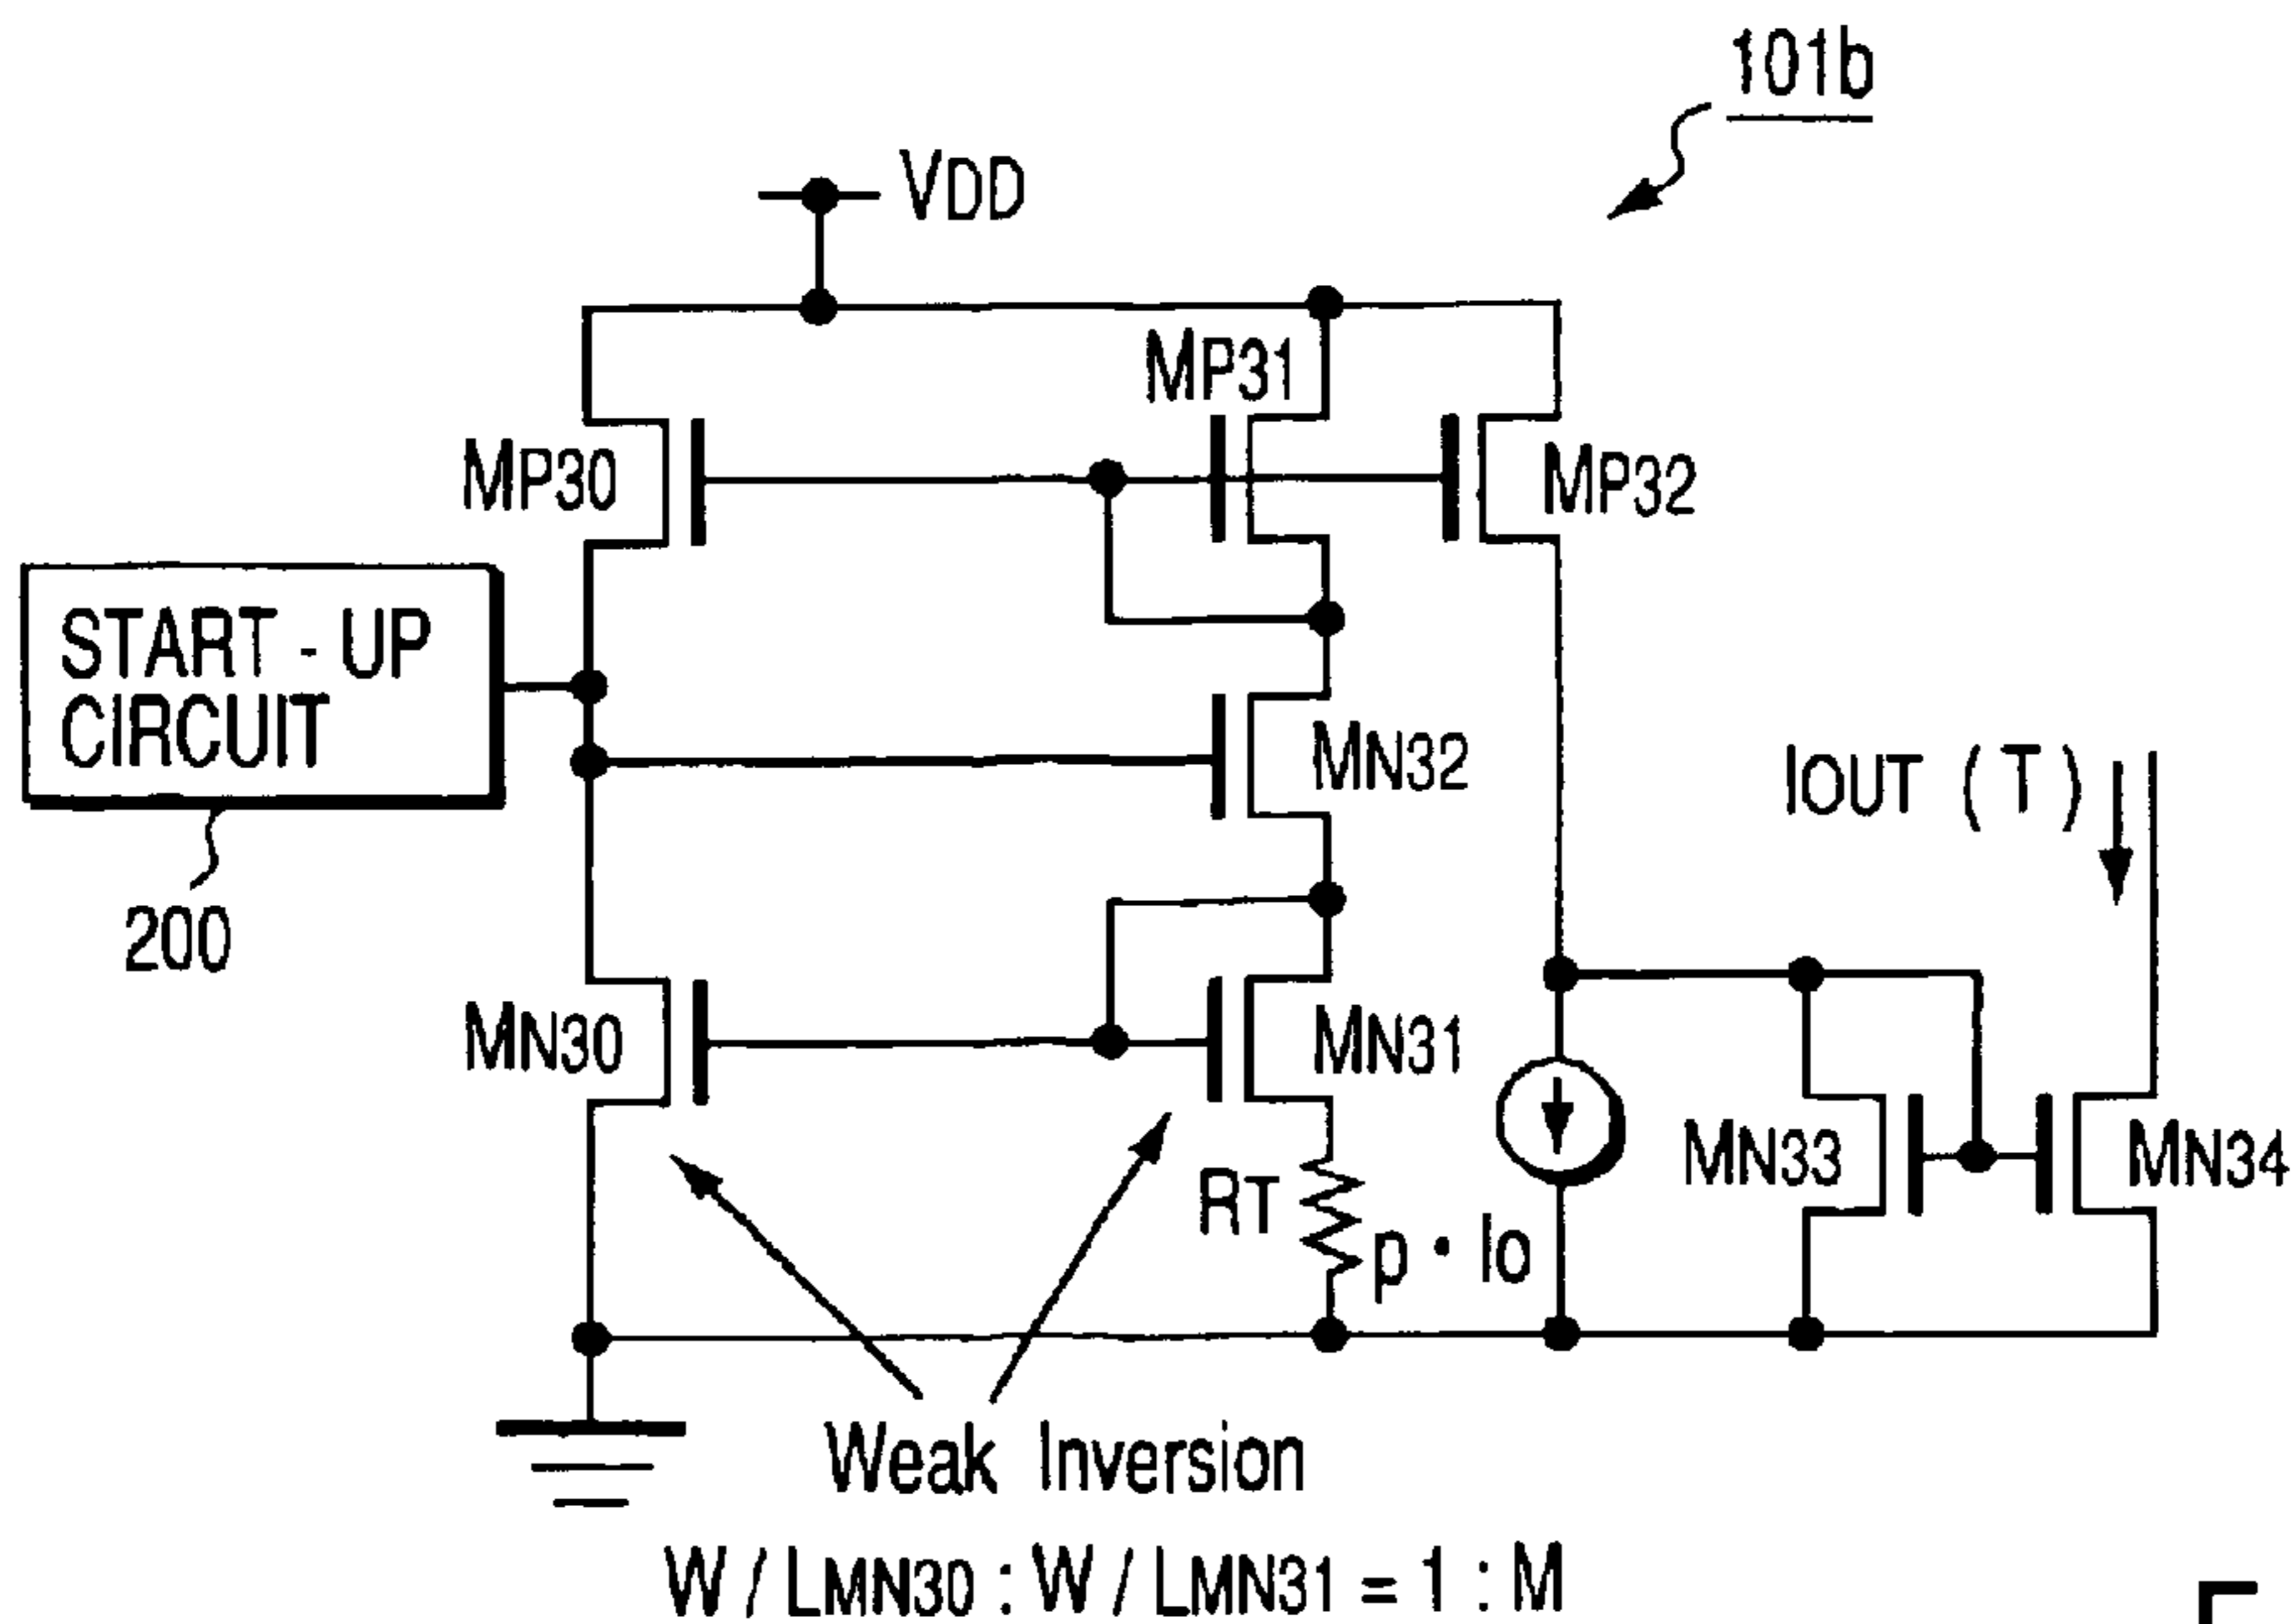 101b
VDD
MP31
MP30
MP32
START - UP
CIRCUIT
MN32
IOUT ( T )
200
MN30
MN31
MN33
MN34
RT
p • Io
Weak Inversion
W / LMN30 : W / LMN31 = 1 : M